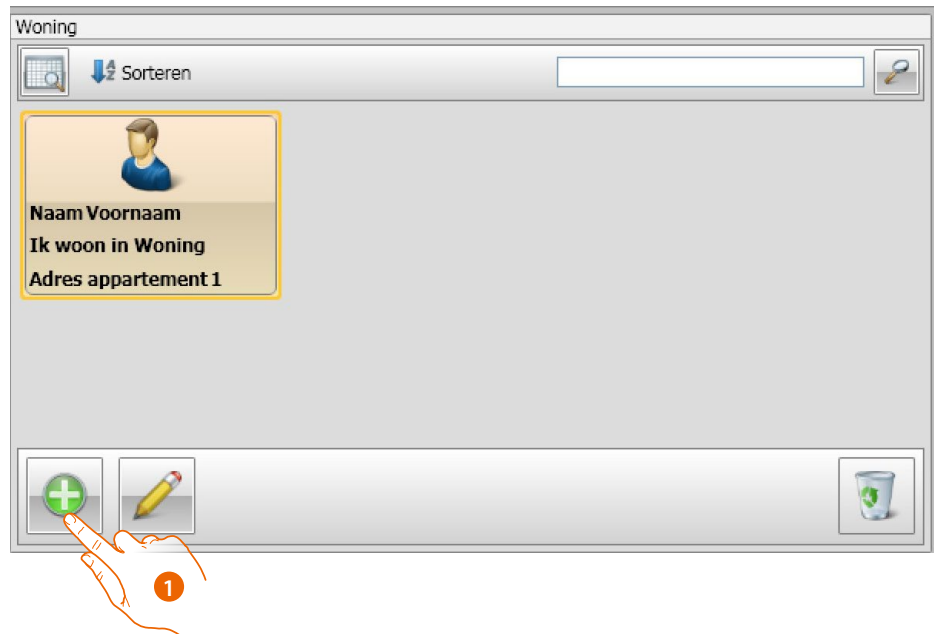 Woning
Sorteren
Naam Voornaam
Ik woon in Woning
Adres appartement 1
1